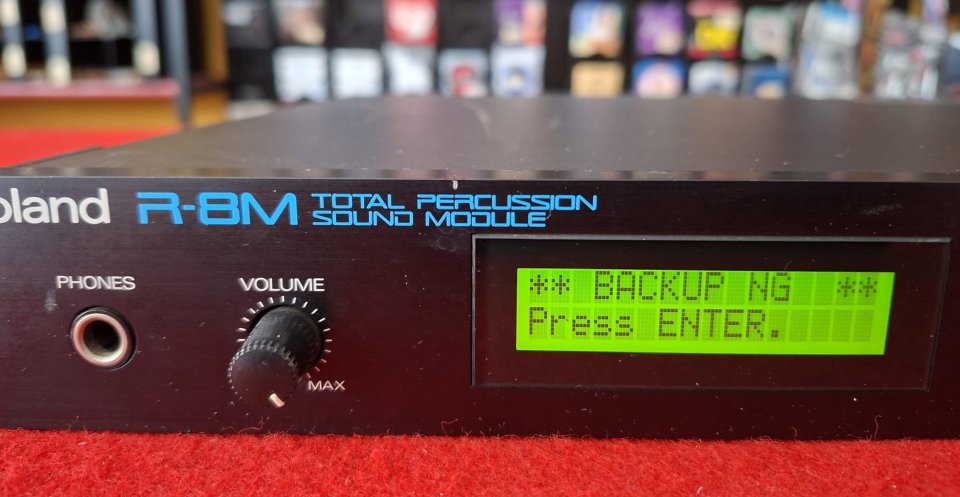 oland R-8M TOTAL PERCUSSION
SOUND MODULE
PHONES
VOLUME
MAX
** BACKUP NG **
Press ENTER.